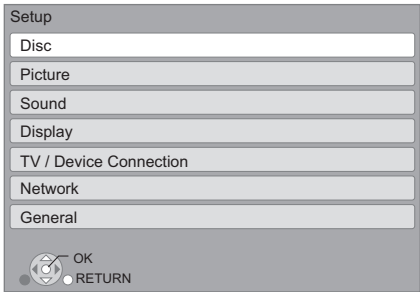 Setup
Disc
Picture
Sound
Display
TV / Device Connection
Network
General
OK
RETURN